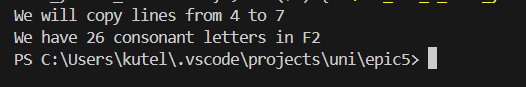 We will copy lines from 4 to 7
We have 26 consonant letters in F2
PS C:\Users\kutel\.vscode\projects\uni\epic5>